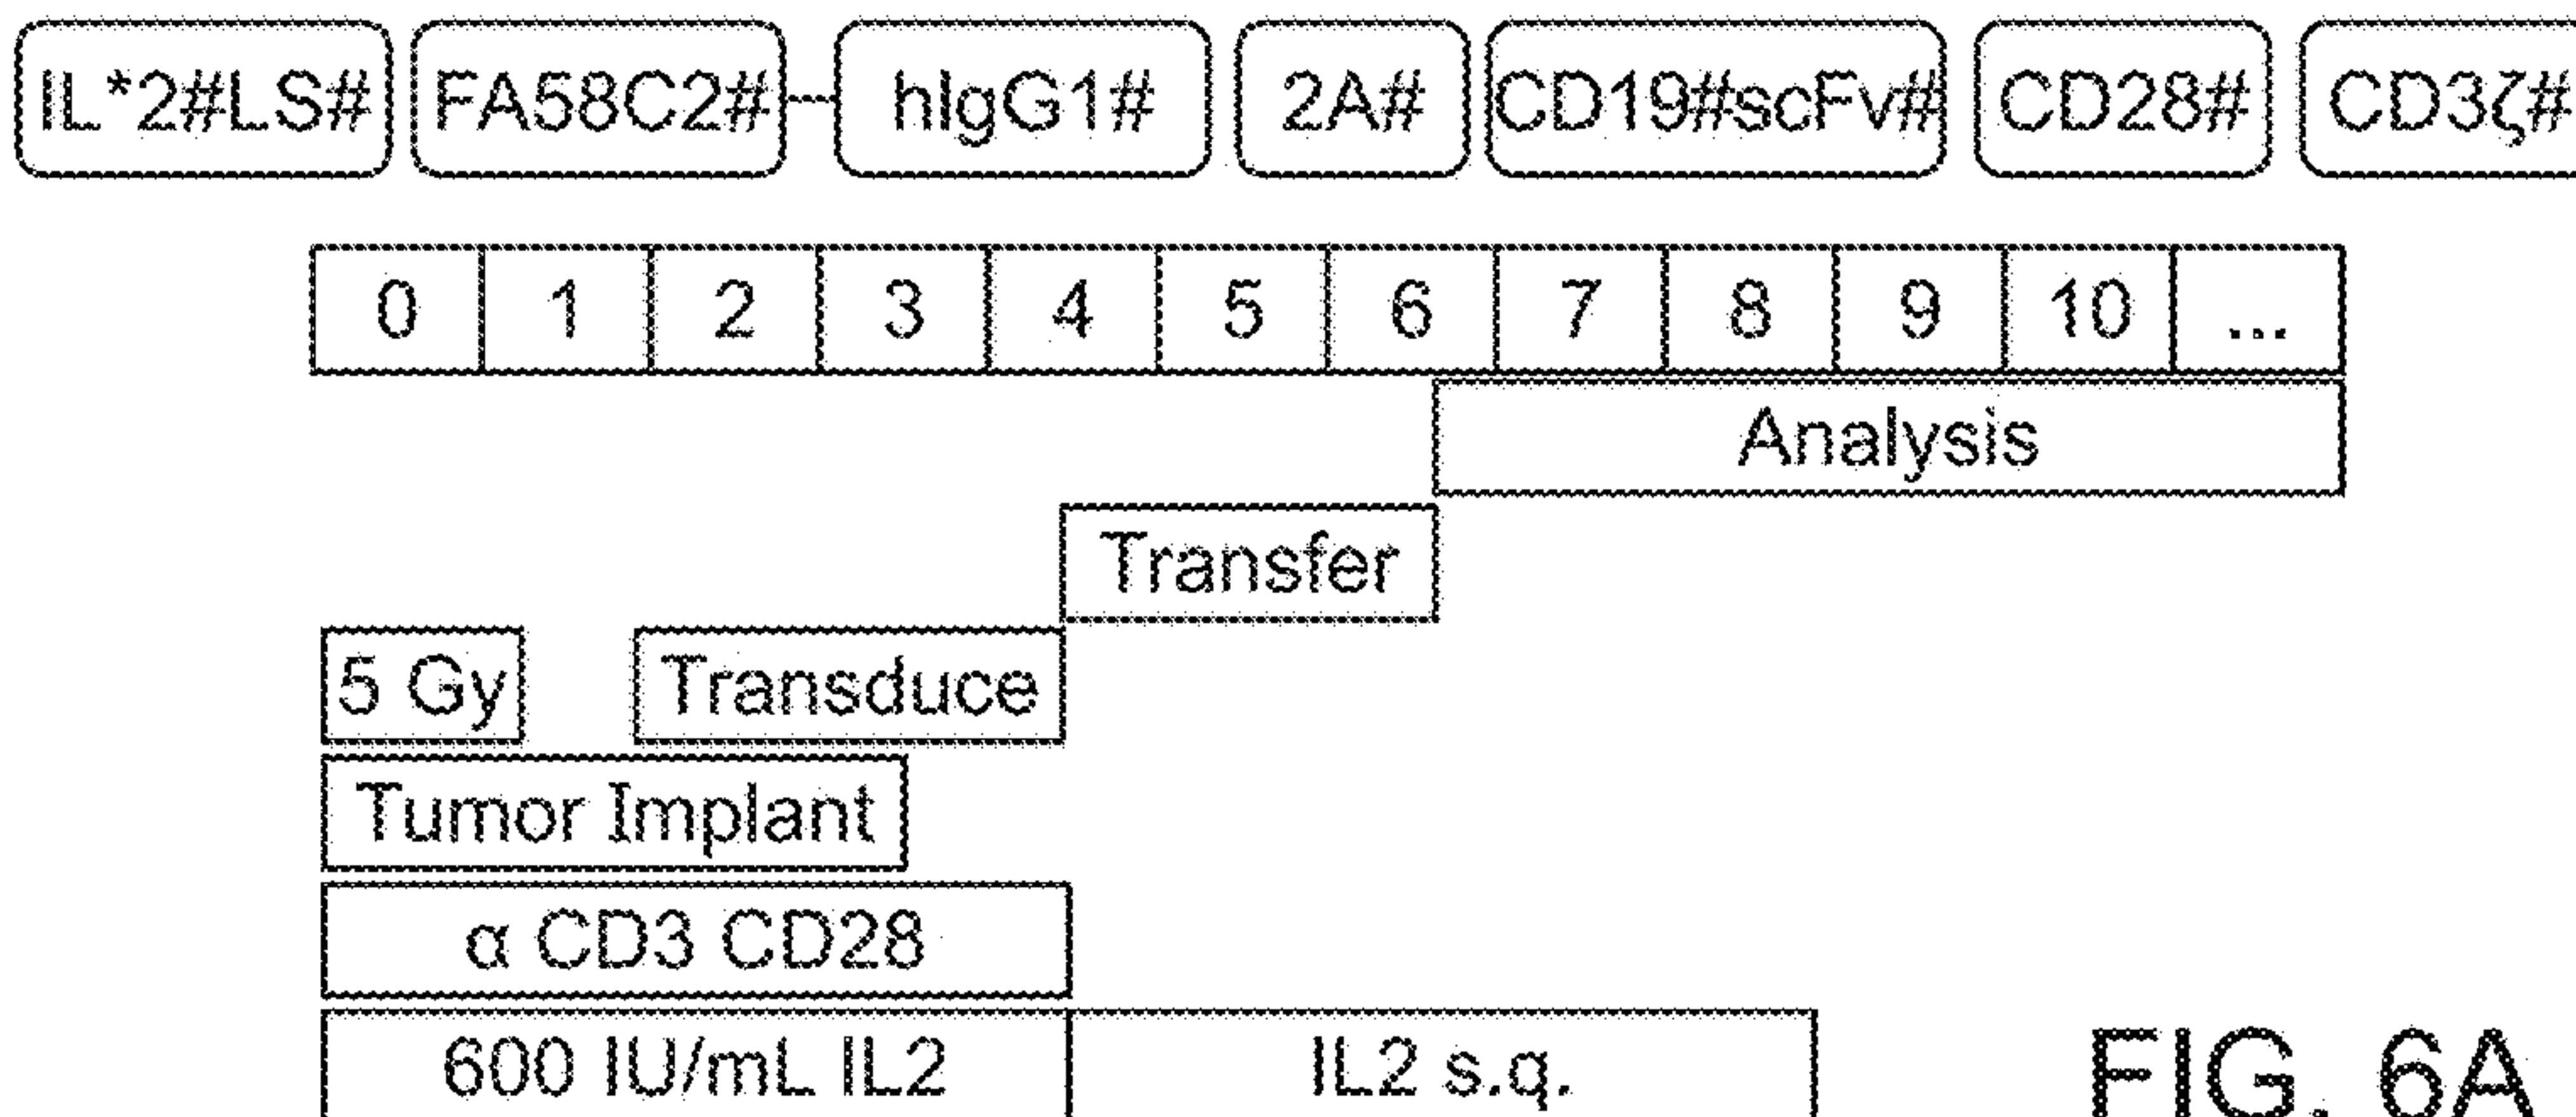 IL*2#LS# FA58C2# hIgG1# 2A# CD19#scFv# CD28# CD3ζ#
0 1 2 3 4 5 6 7 8 9 10 ...
Analysis
Transfer
5 Gy Transduce
Tumor Implant
α CD3 CD28
600 IU/mL IL2 IL2 s.q.
FIG. 6A